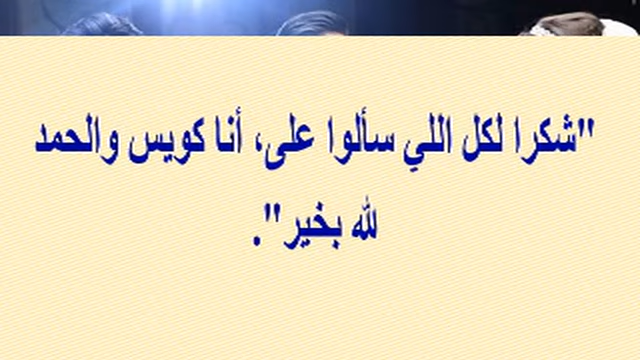 "شكرا لكل اللي سألوا على، أنا كويس والحمد
لله بخير".